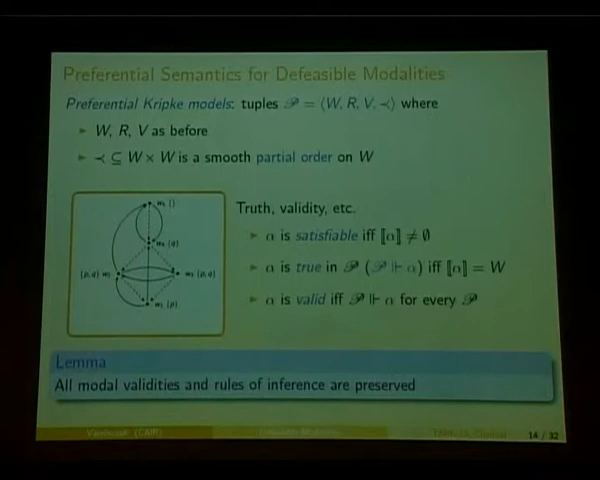 Preferential Semantics for Defeasible Modalities
Preferential Kripke models: tuples 𝒫 = ⟨W, R, V, ≺⟩ where
W, R, V as before
≺ ⊆ W × W is a smooth partial order on W
Truth, validity, etc.
α is satisfiable iff ⟦α⟧ ≠ ∅
α is true in 𝒫 (𝒫 ⊩ α) iff ⟦α⟧ = W
α is valid iff 𝒫 ⊩ α for every 𝒫
Lemma
All modal validities and rules of inference are preserved
(CAIR)
14 / 32